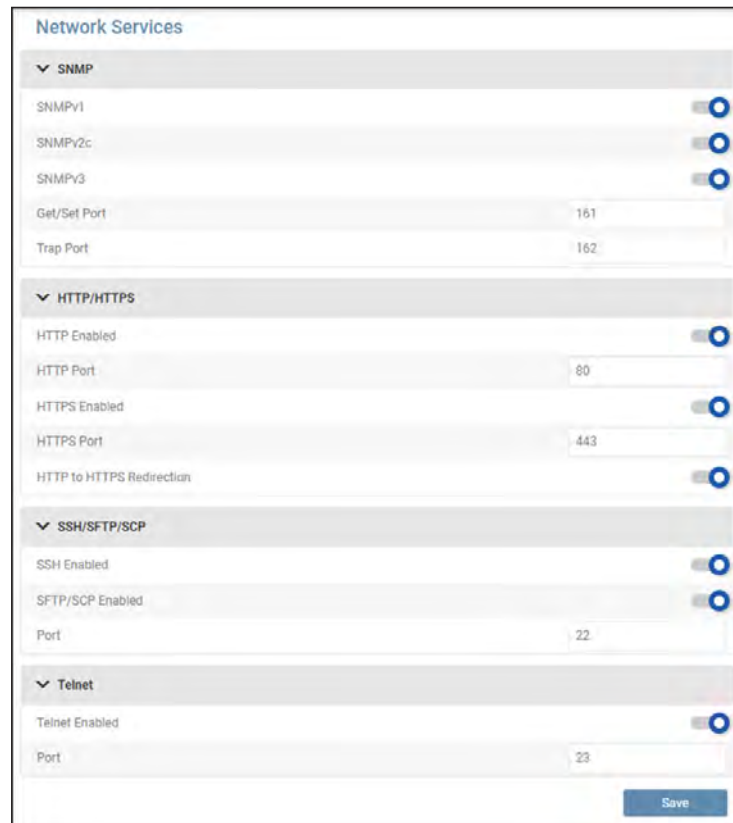 Network Services
SNMP
SNMPv1
SNMPv2c
SNMPv3
Get/Set Port 161
Trap Port 162
HTTP/HTTPS
HTTP Enabled
HTTP Port 80
HTTPS Enabled
HTTPS Port 443
HTTP to HTTPS Redirection
SSH/SFTP/SCP
SSH Enabled
SFTP/SCP Enabled
Port 22
Telnet
Telnet Enabled
Port 23
Save